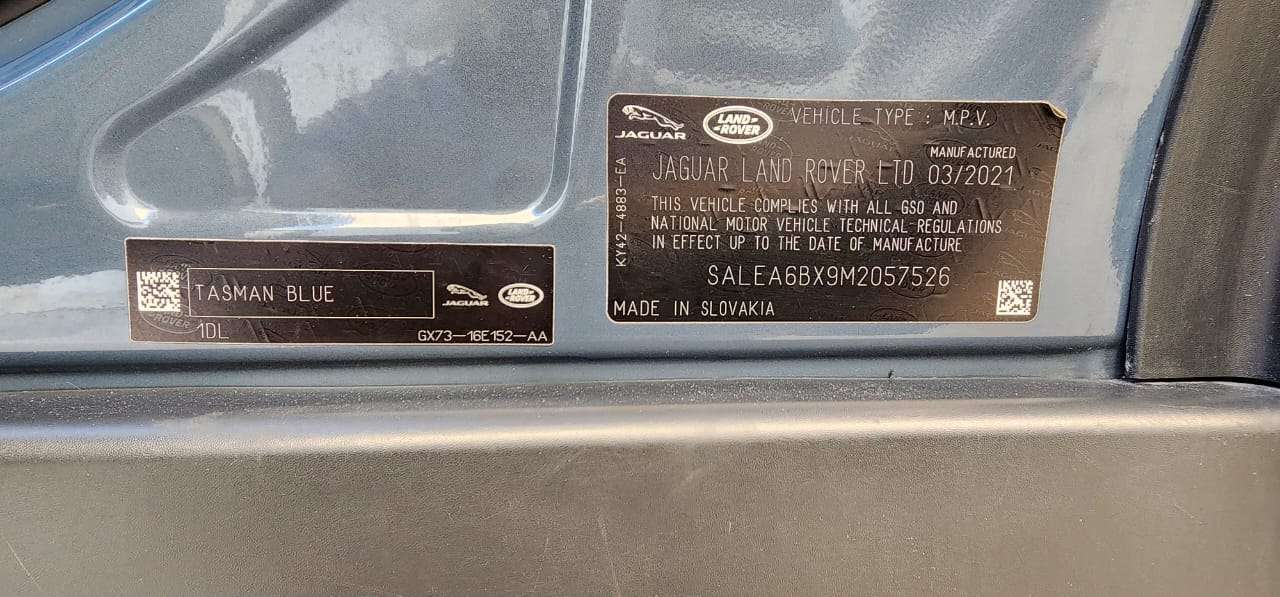 TASMAN BLUE
1DL
GX73-16E152-AA
JAGUAR
LAND ROVER
JAGUAR
LAND-
-ROVER
VEHICLE TYPE : M.P.V.
MANUFACTURED
JAGUAR LAND ROVER LTD 03/2021
THIS VEHICLE COMPLIES WITH ALL GSO AND
NATIONAL MOTOR VEHICLE TECHNICAL REGULATIONS
IN EFFECT UP TO THE DATE OF MANUFACTURE
KY42-4883-EA
SALEA6BX9M2057526
MADE IN SLOVAKIA